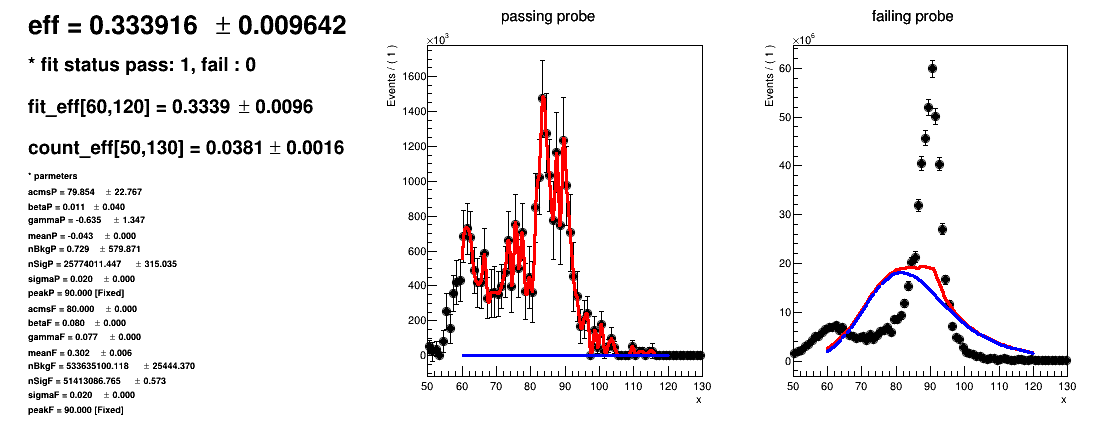 eff = 0.333916 ± 0.009642
* fit status pass: 1, fail : 0
fit_eff[60,120] = 0.3339 ± 0.0096
count_eff[50,130] = 0.0381 ± 0.0016
* parmeters
acmsP = 79.854 ± 22.767
betaP = 0.011 ± 0.040
gammaP = -0.635 ± 1.347
meanP = -0.043 ± 0.000
nBkgP = 0.729 ± 579.871
nSigP = 25774011.447 ± 315.035
sigmaP = 0.020 ± 0.000
peakP = 90.000 [Fixed]
acmsF = 80.000 ± 0.000
betaF = 0.080 ± 0.000
gammaF = 0.077 ± 0.000
meanF = 0.302 ± 0.006
nBkgF = 533635100.118 ± 25444.370
nSigF = 51413086.765 ± 0.573
sigmaF = 0.020 ± 0.000
peakF = 90.000 [Fixed]
passing probe
×10³
Events / ( 1 )
1600
1400
1200
1000
800
600
400
200
0
50 60 70 80 90 100 110 120 130
x
failing probe
×10⁶
Events / ( 1 )
60
50
40
30
20
10
0
50 60 70 80 90 100 110 120 130
x